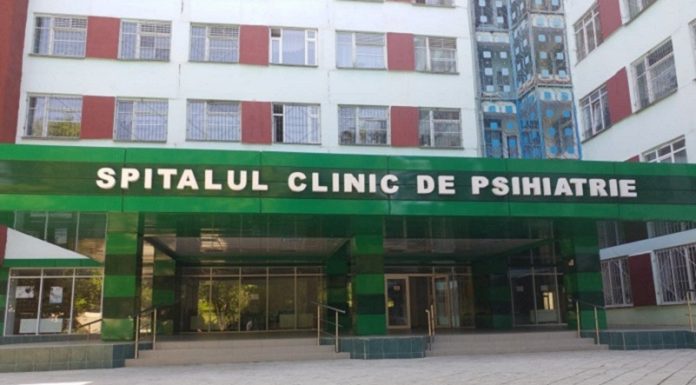 SPITALUL CLINIC DE PSIHIATRIE